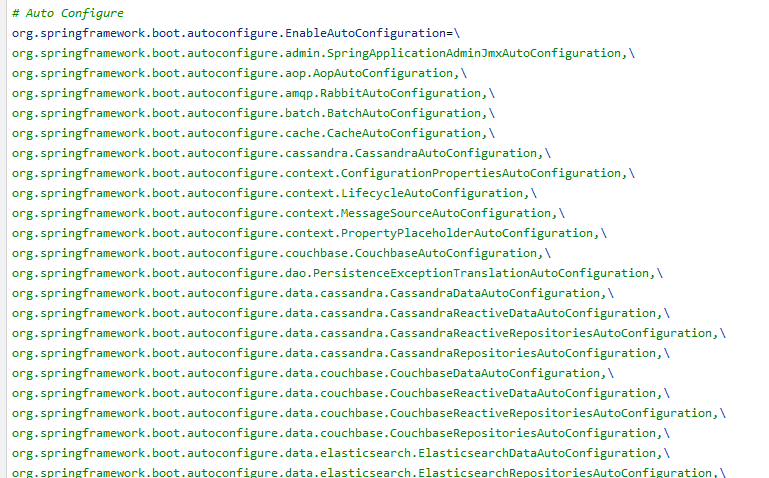 # Auto Configure
org.springframework.boot.autoconfigure.EnableAutoConfiguration=\
org.springframework.boot.autoconfigure.admin.SpringApplicationAdminJmxAutoConfiguration,\
org.springframework.boot.autoconfigure.aop.AopAutoConfiguration,\
org.springframework.boot.autoconfigure.amqp.RabbitAutoConfiguration,\
org.springframework.boot.autoconfigure.batch.BatchAutoConfiguration,\
org.springframework.boot.autoconfigure.cache.CacheAutoConfiguration,\
org.springframework.boot.autoconfigure.cassandra.CassandraAutoConfiguration,\
org.springframework.boot.autoconfigure.context.ConfigurationPropertiesAutoConfiguration,\
org.springframework.boot.autoconfigure.context.LifecycleAutoConfiguration,\
org.springframework.boot.autoconfigure.context.MessageSourceAutoConfiguration,\
org.springframework.boot.autoconfigure.context.PropertyPlaceholderAutoConfiguration,\
org.springframework.boot.autoconfigure.couchbase.CouchbaseAutoConfiguration,\
org.springframework.boot.autoconfigure.dao.PersistenceExceptionTranslationAutoConfiguration,\
org.springframework.boot.autoconfigure.data.cassandra.CassandraDataAutoConfiguration,\
org.springframework.boot.autoconfigure.data.cassandra.CassandraReactiveDataAutoConfiguration,\
org.springframework.boot.autoconfigure.data.cassandra.CassandraReactiveRepositoriesAutoConfiguration,\
org.springframework.boot.autoconfigure.data.cassandra.CassandraRepositoriesAutoConfiguration,\
org.springframework.boot.autoconfigure.data.couchbase.CouchbaseDataAutoConfiguration,\
org.springframework.boot.autoconfigure.data.couchbase.CouchbaseReactiveDataAutoConfiguration,\
org.springframework.boot.autoconfigure.data.couchbase.CouchbaseReactiveRepositoriesAutoConfiguration,\
org.springframework.boot.autoconfigure.data.couchbase.CouchbaseRepositoriesAutoConfiguration,\
org.springframework.boot.autoconfigure.data.elasticsearch.ElasticsearchDataAutoConfiguration,\
org.springframework.boot.autoconfigure.data.elasticsearch.ElasticsearchRepositoriesAutoConfiguration,\